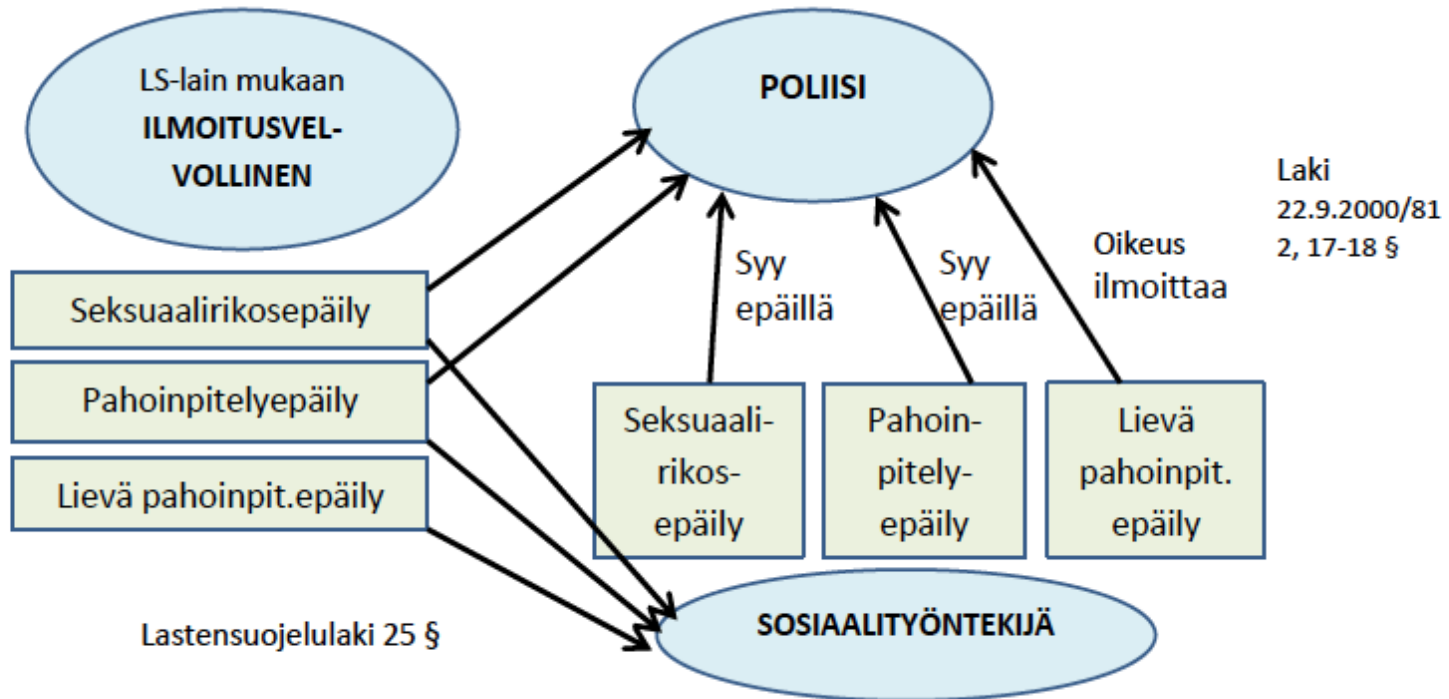 LS-lain mukaan
ILMOITUSVEL-
VOLLINEN
POLIISI
Laki
22.9.2000/81
2, 17-18 §
Syy
epäillä
Syy
epäillä
Oikeus
ilmoittaa
Seksuaalirikosepäily
Pahoinpitelyepäily
Lievä pahoinpit.epäily
Seksuaali-
rikos-
epäily
Pahoin-
pitely-
epäily
Lievä
pahoinpit.
epäily
Lastensuojelulaki 25 §
SOSIAALITYÖNTEKIJÄ